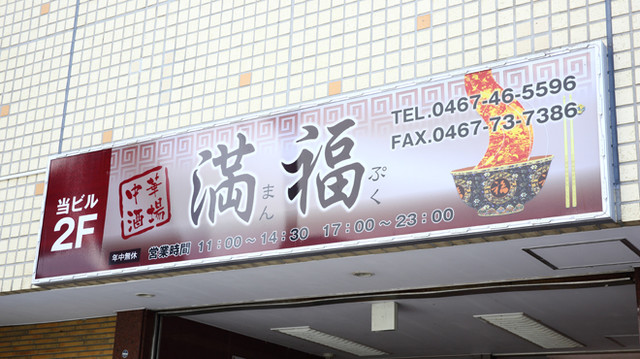 当ビル
2F
中華
酒場
満福
まんぷく
TEL.0467-46-5596
FAX.0467-73-7386
年中無休 営業時間 11：00〜14：30 17：00〜23：00
福